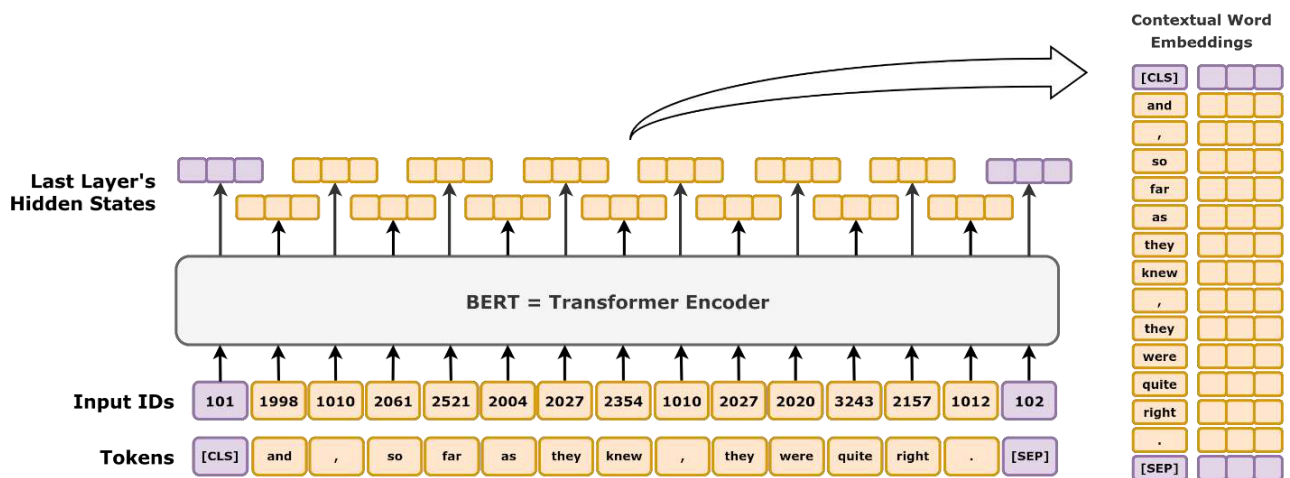 Contextual Word
Embeddings
[CLS]
and
,
so
far
as
they
knew
,
they
were
quite
right
.
[SEP]
Last Layer's
Hidden States
BERT = Transformer Encoder
Input IDs 101 1998 1010 2061 2521 2004 2027 2354 1010 2027 2020 3243 2157 1012 102
Tokens [CLS] and , so far as they knew , they were quite right . [SEP]